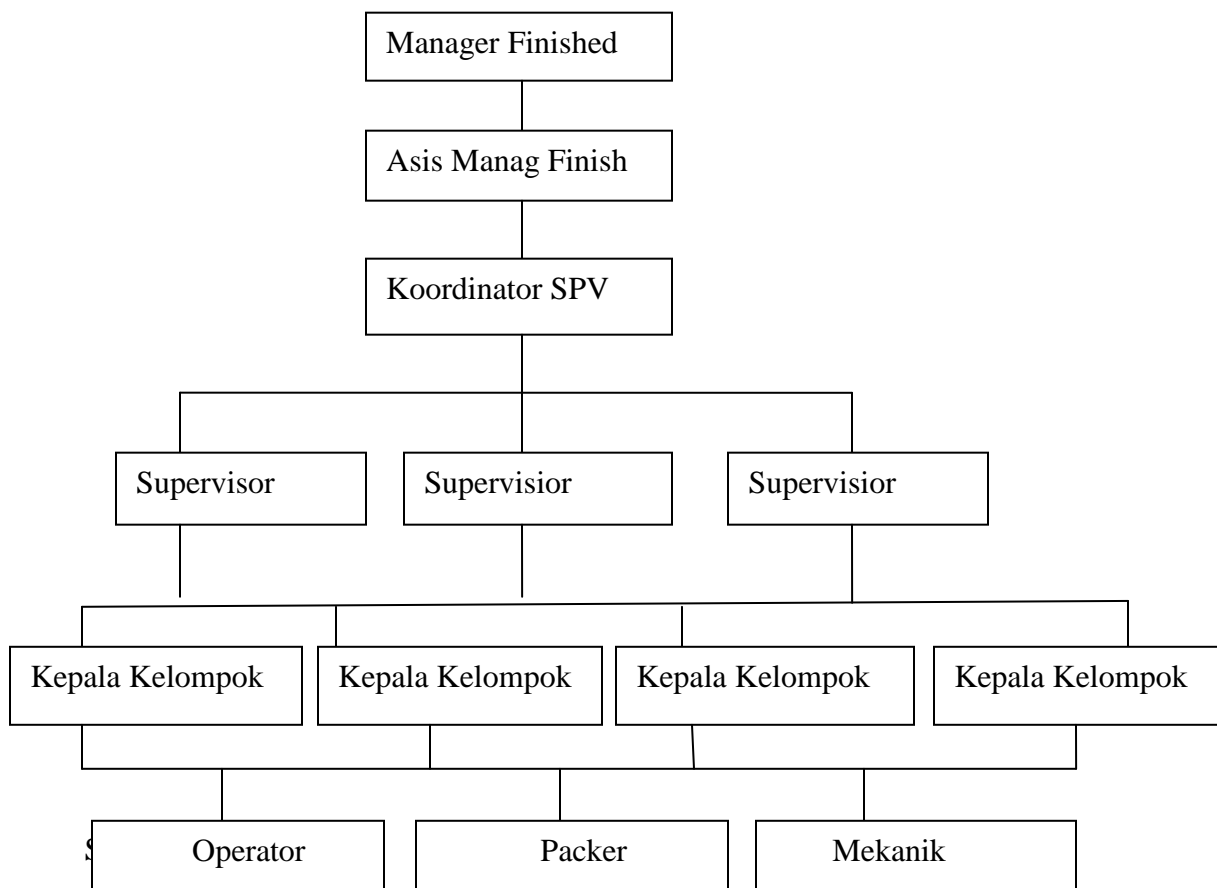 Manager Finished
Asis Manag Finish
Koordinator SPV
Supervisor
Supervisior
Supervisior
Kepala Kelompok
Kepala Kelompok
Kepala Kelompok
Kepala Kelompok
Operator
Packer
Mekanik